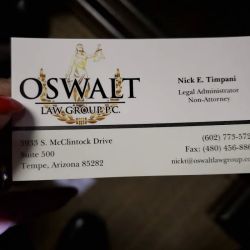 OSWALT
LAW GROUP P.C.
Nick E. Timpani
Legal Administrator
Non-Attorney
3933 S. McClintock Drive
Suite 500
Tempe, Arizona 85282
(602) 773-57
Fax: (480) 456-88
nickt@oswaltlawgroup.c